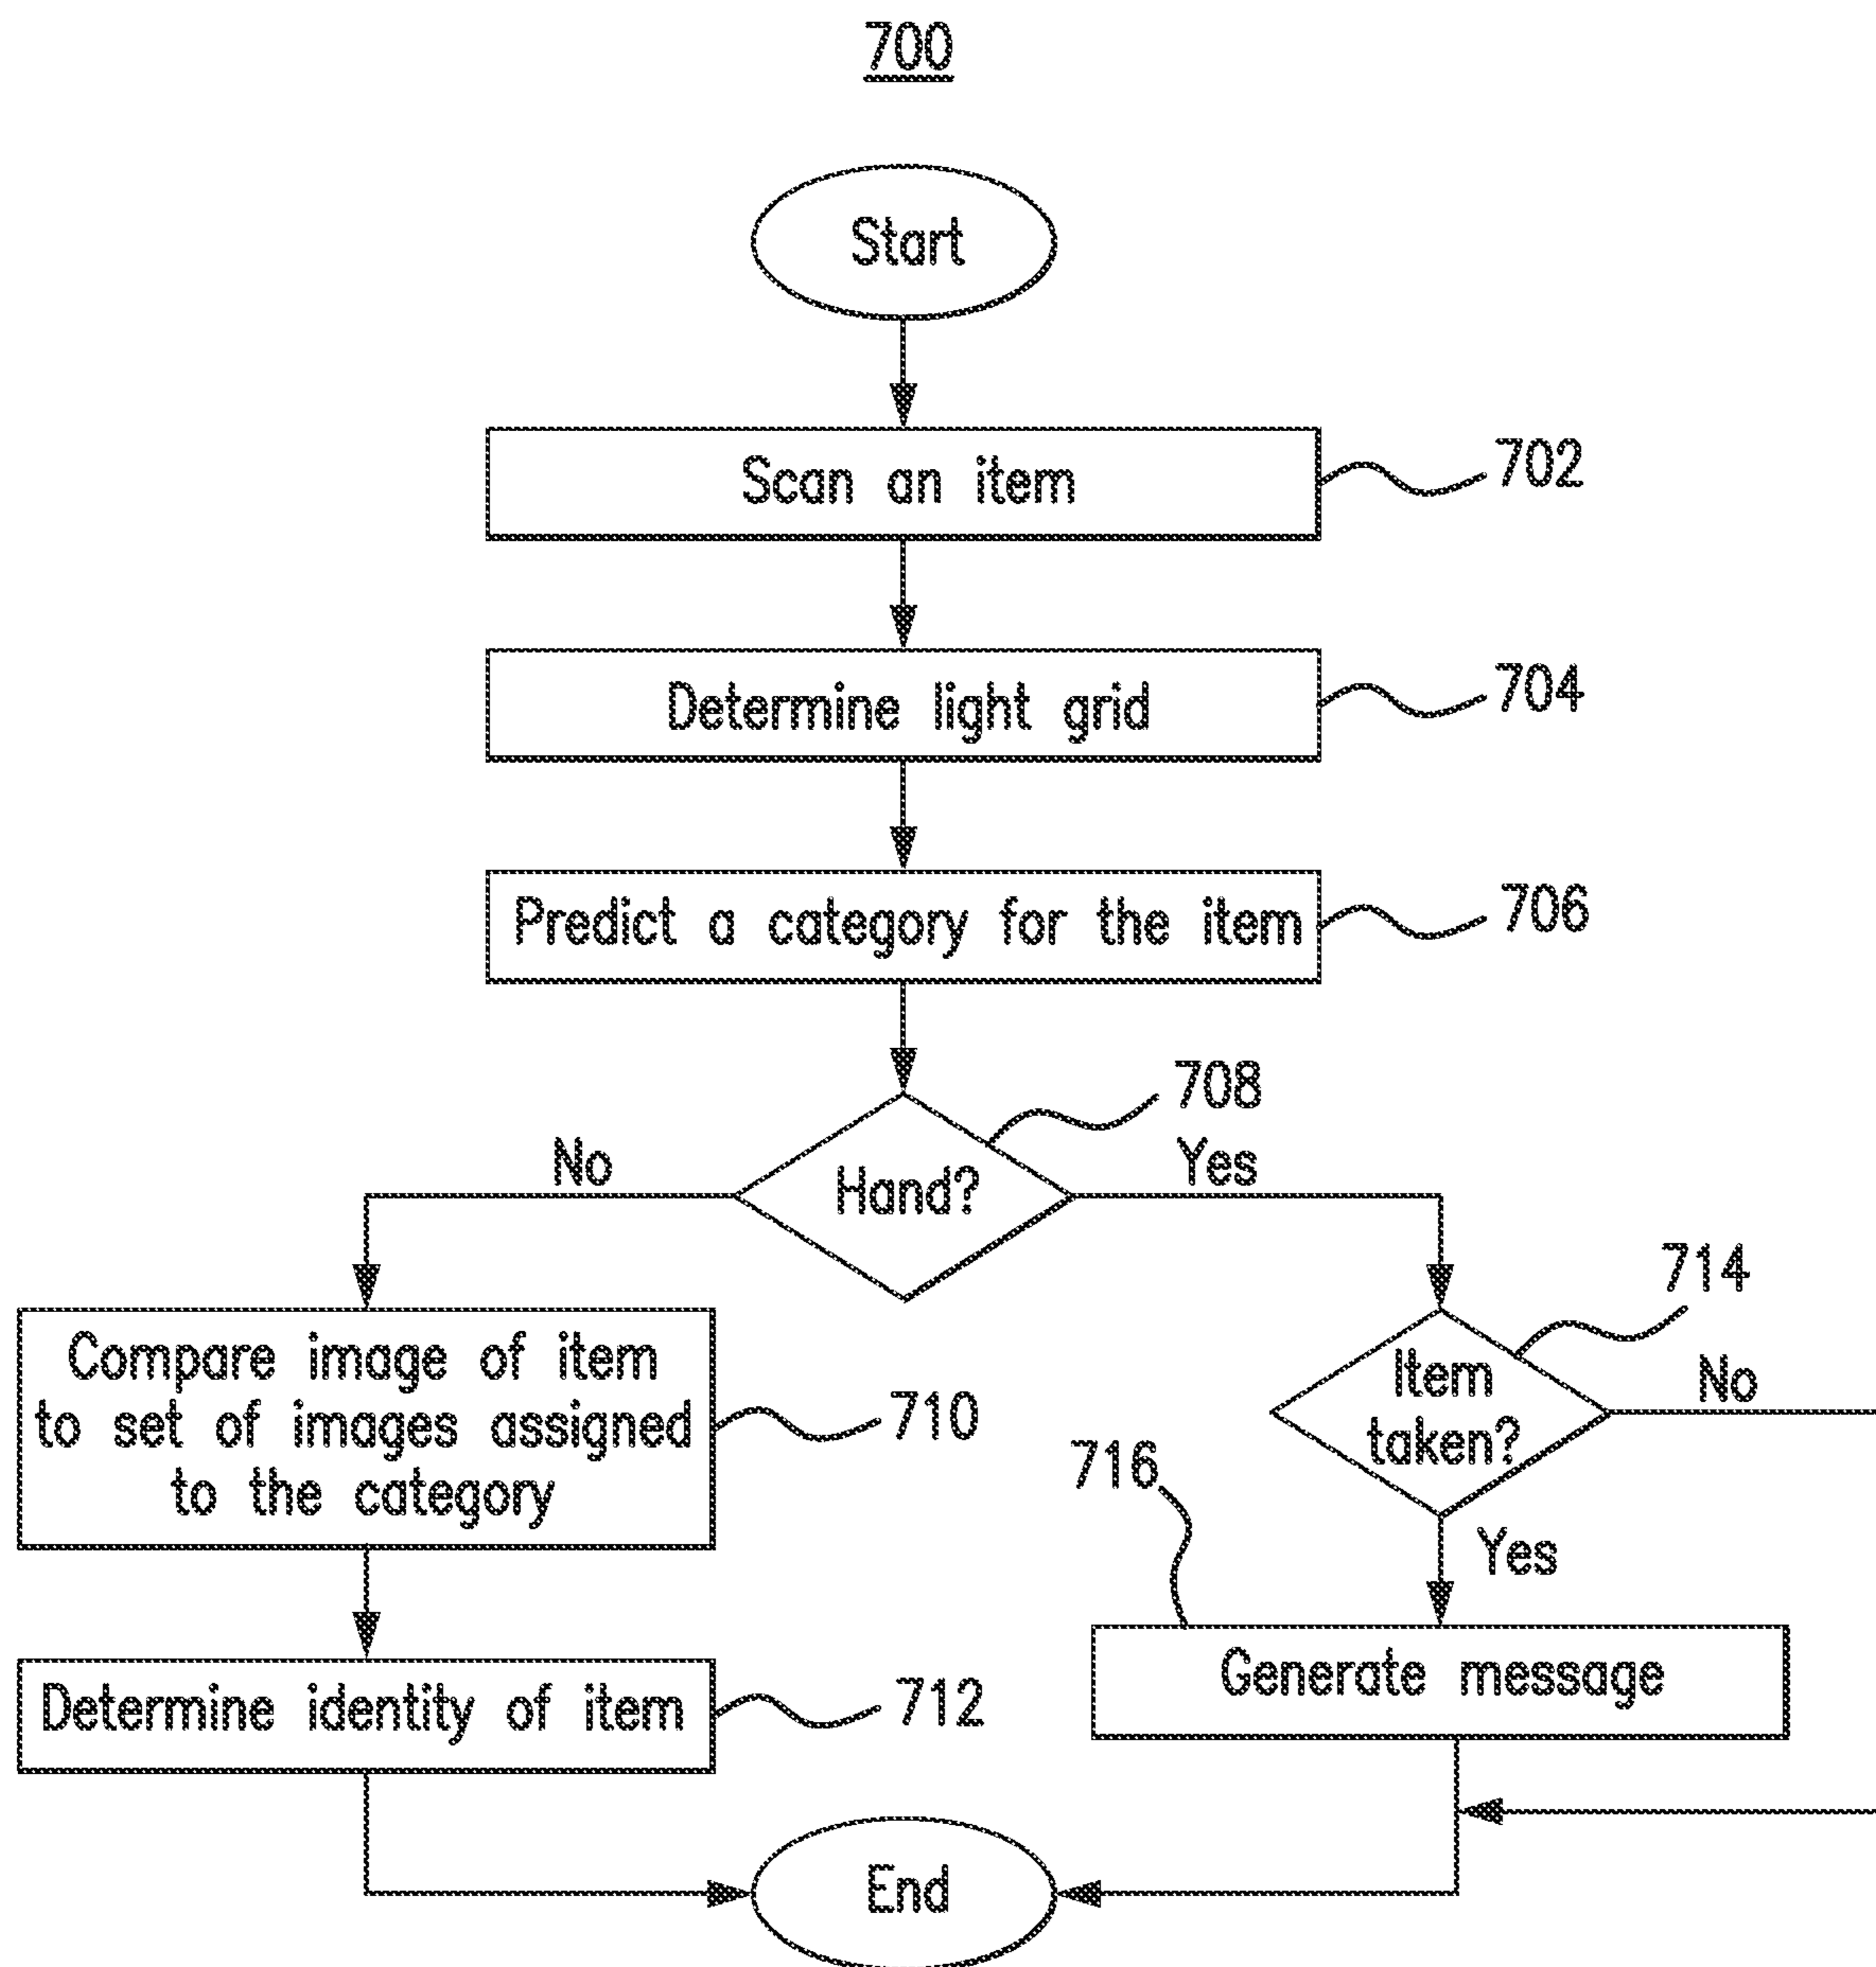 700
Start
Scan an item
702
Determine light grid
704
Predict a category for the item
706
708
No
Hand?
Yes
714
Compare image of item
to set of images assigned
to the category
710
Item
taken?
No
716
Yes
Generate message
Determine identity of item
712
End